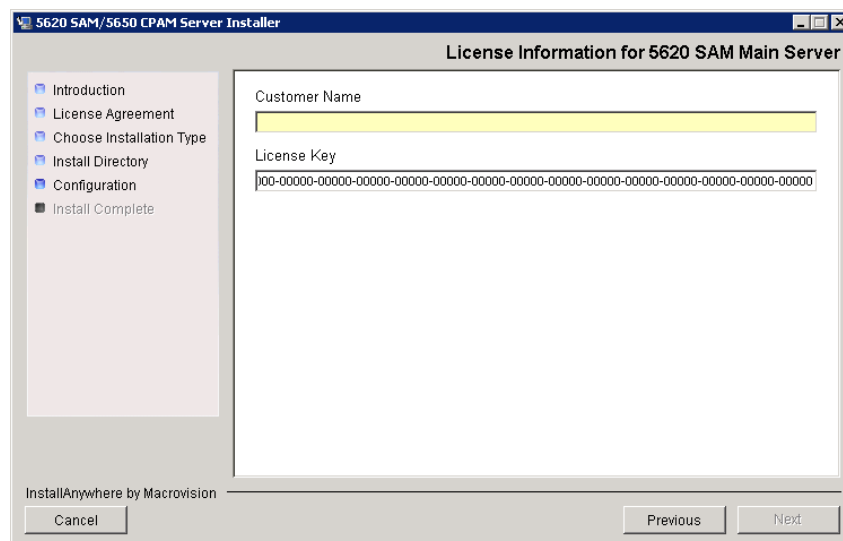 5620 SAM/5650 CPAM Server Installer
License Information for 5620 SAM Main Server
Introduction
License Agreement
Choose Installation Type
Install Directory
Configuration
Install Complete
Customer Name
License Key
000-00000-00000-00000-00000-00000-00000-00000-00000-00000-00000-00000-00000-00000-00000
InstallAnywhere by Macrovision
Cancel
Previous
Next